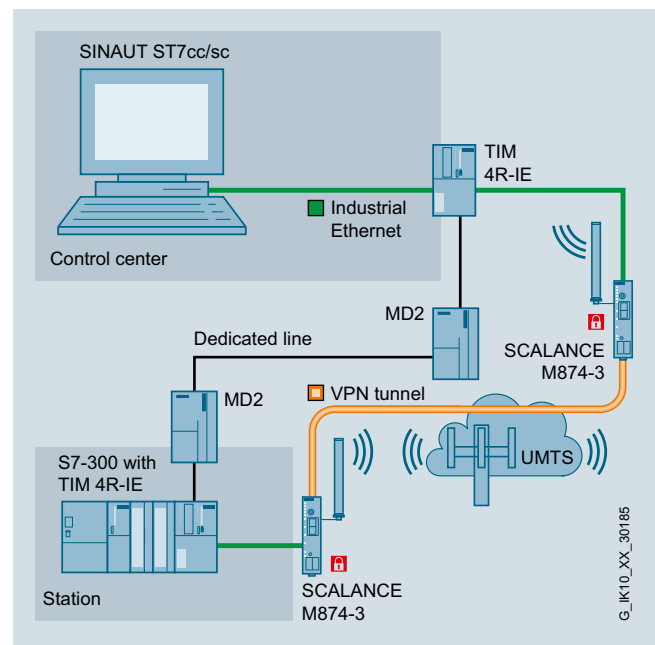 SINAUT ST7cc/sc
TIM
4R-IE
Industrial
Ethernet
Control center
MD2
Dedicated line
SCALANCE
M874-3
MD2
VPN tunnel
UMTS
S7-300 with
TIM 4R-IE
Station
SCALANCE
M874-3
G_IK10_XX_30185